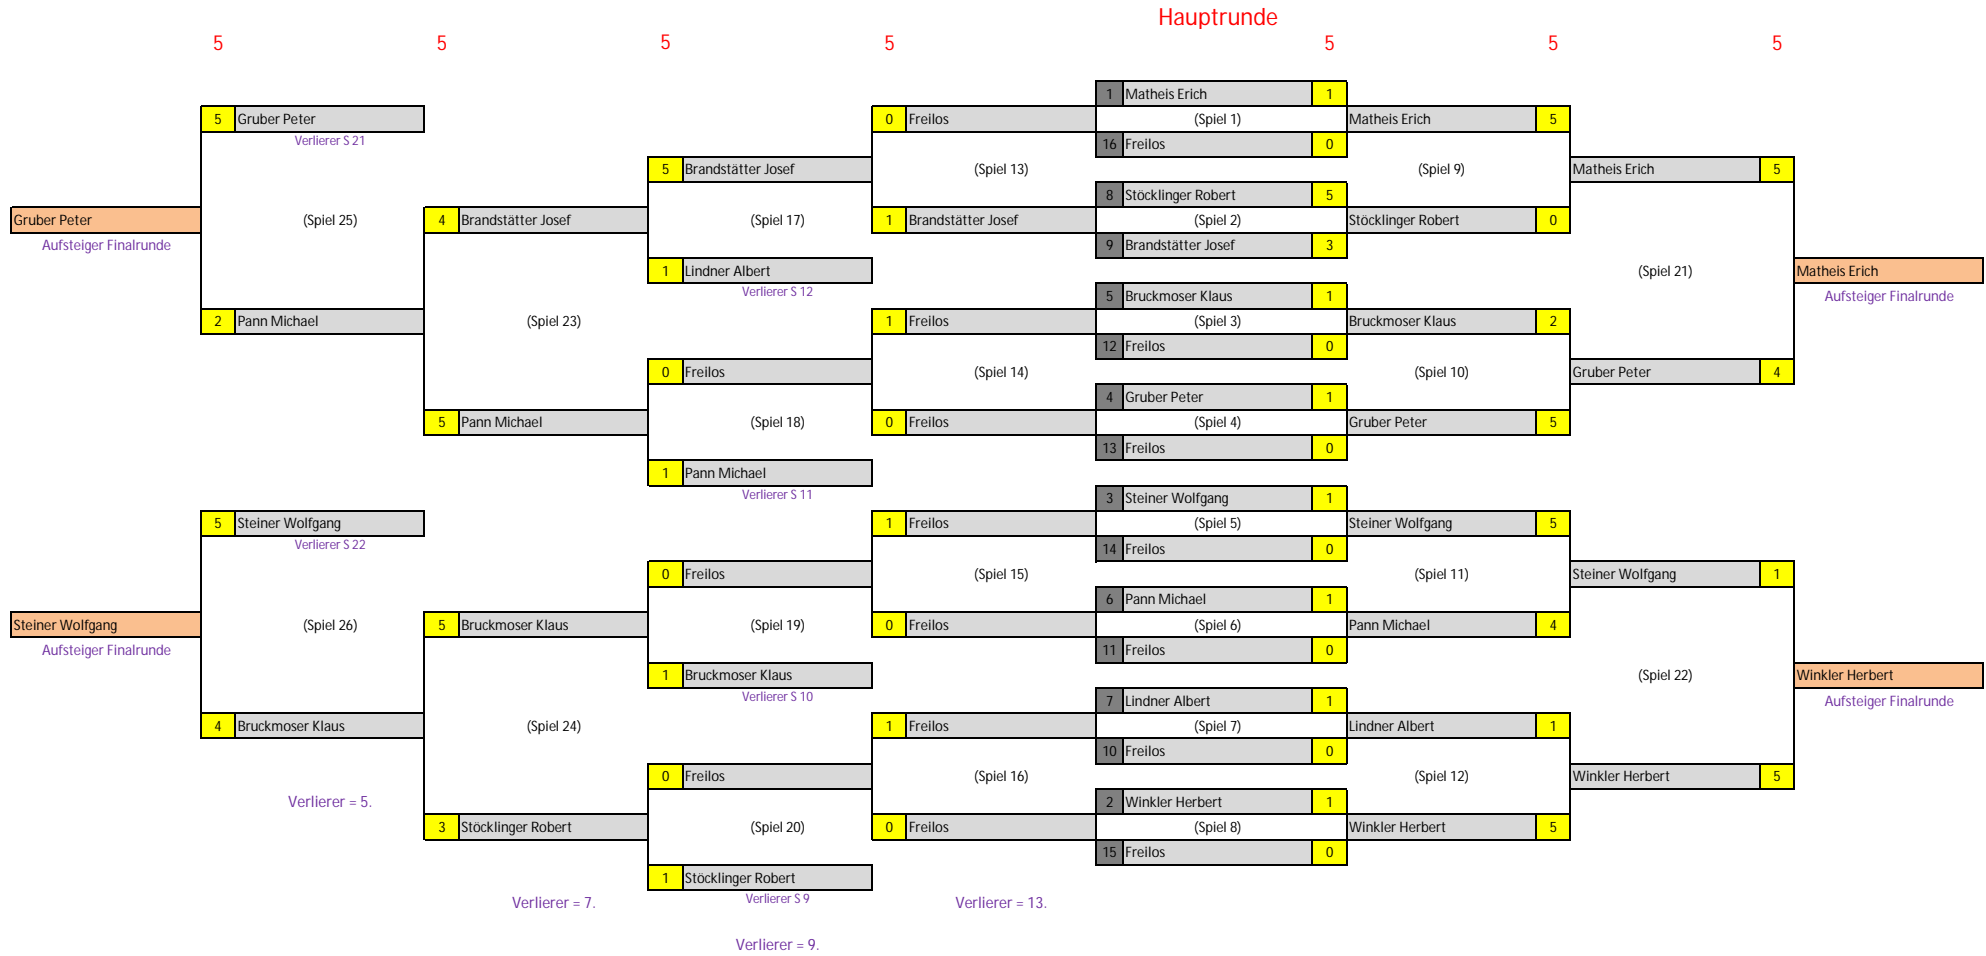 Hauptrunde
5 5 5 5 5 5 5
1 Matheis Erich 1
5 Gruber Peter 0 Freilos (Spiel 1) Matheis Erich 5
Verlierer S 21 16 Freilos 0
5 Brandstätter Josef (Spiel 13) (Spiel 9) Matheis Erich 5
8 Stöcklinger Robert 5
Gruber Peter (Spiel 25) 4 Brandstätter Josef (Spiel 17) 1 Brandstätter Josef (Spiel 2) Stöcklinger Robert 0
Aufsteiger Finalrunde 9 Brandstätter Josef 3
1 Lindner Albert (Spiel 21) Matheis Erich
Verlierer S 12 5 Bruckmoser Klaus 1 Aufsteiger Finalrunde
2 Pann Michael (Spiel 23) 1 Freilos (Spiel 3) Bruckmoser Klaus 2
12 Freilos 0
0 Freilos (Spiel 14) (Spiel 10) Gruber Peter 4
4 Gruber Peter 1
5 Pann Michael (Spiel 18) 0 Freilos (Spiel 4) Gruber Peter 5
13 Freilos 0
1 Pann Michael
Verlierer S 11 3 Steiner Wolfgang 1
5 Steiner Wolfgang 1 Freilos (Spiel 5) Steiner Wolfgang 5
Verlierer S 22 14 Freilos 0
0 Freilos (Spiel 15) (Spiel 11) Steiner Wolfgang 1
6 Pann Michael 1
Steiner Wolfgang (Spiel 26) 5 Bruckmoser Klaus (Spiel 19) 0 Freilos (Spiel 6) Pann Michael 4
Aufsteiger Finalrunde 11 Freilos 0
1 Bruckmoser Klaus (Spiel 22) Winkler Herbert
Verlierer S 10 7 Lindner Albert 1 Aufsteiger Finalrunde
4 Bruckmoser Klaus (Spiel 24) 1 Freilos (Spiel 7) Lindner Albert 1
10 Freilos 0
0 Freilos (Spiel 16) (Spiel 12) Winkler Herbert 5
Verlierer = 5. 2 Winkler Herbert 1
3 Stöcklinger Robert (Spiel 20) 0 Freilos (Spiel 8) Winkler Herbert 5
15 Freilos 0
1 Stöcklinger Robert
Verlierer S 9
Verlierer = 7. Verlierer = 13.
Verlierer = 9.